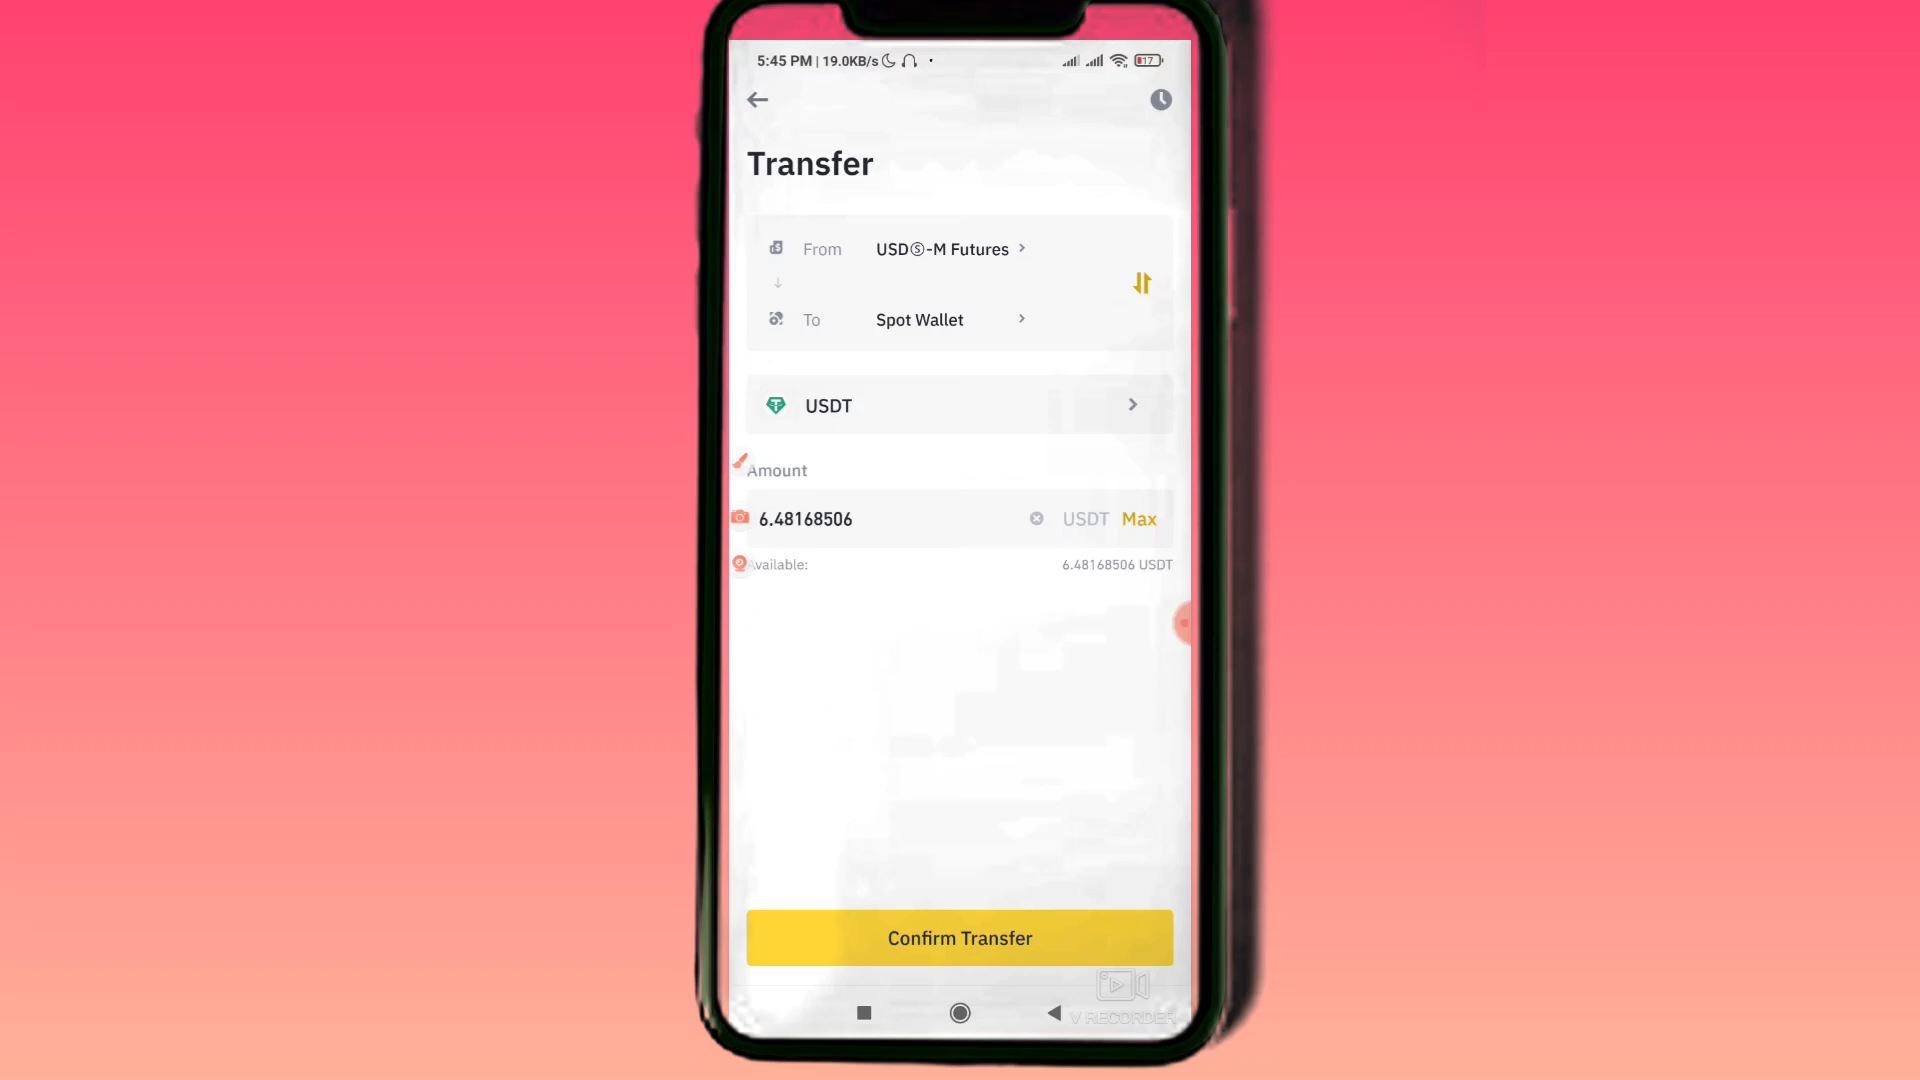 5:45 PM | 19.0KB/s 17
Transfer
From USDⓈ-M Futures
To Spot Wallet
USDT
Amount
6.48168506 USDT Max
Available: 6.48168506 USDT
Confirm Transfer
V RECORDER